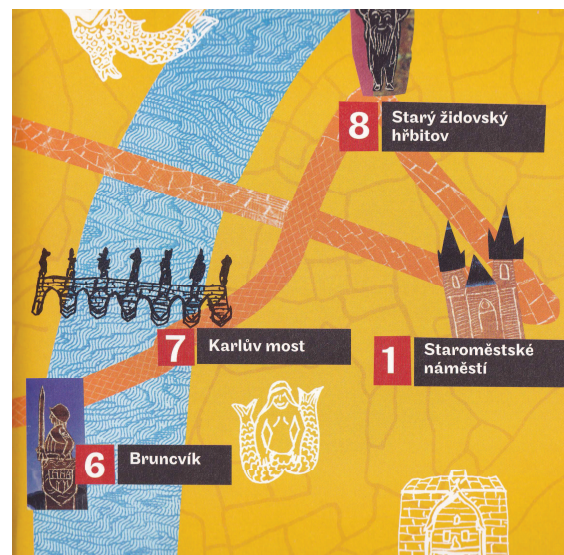 8
Starý židovský
hřbitov
7
Karlův most
1
Staroměstské
náměstí
6
Bruncvík